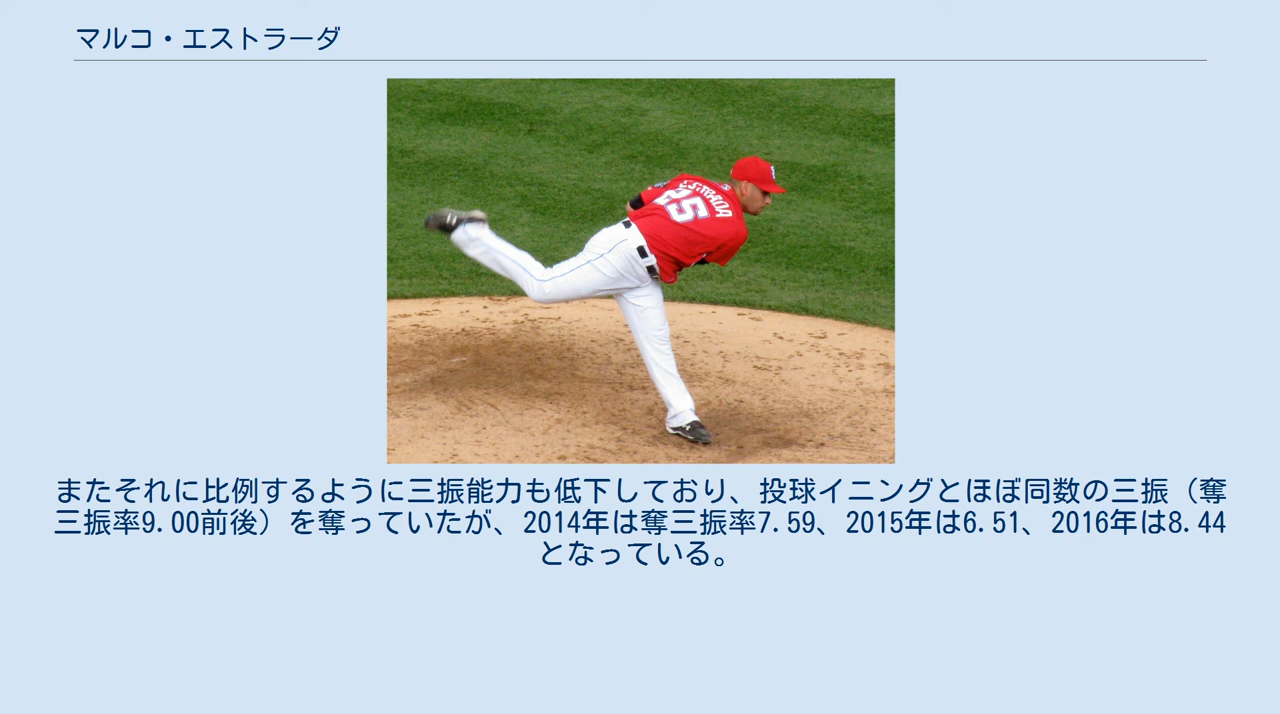 マルコ・エストラーダ
ESTRADA
25
またそれに比例するように三振能力も低下しており、投球イニングとほぼ同数の三振（奪
三振率9.00前後）を奪っていたが、2014年は奪三振率7.59、2015年は6.51、2016年は8.44
となっている。